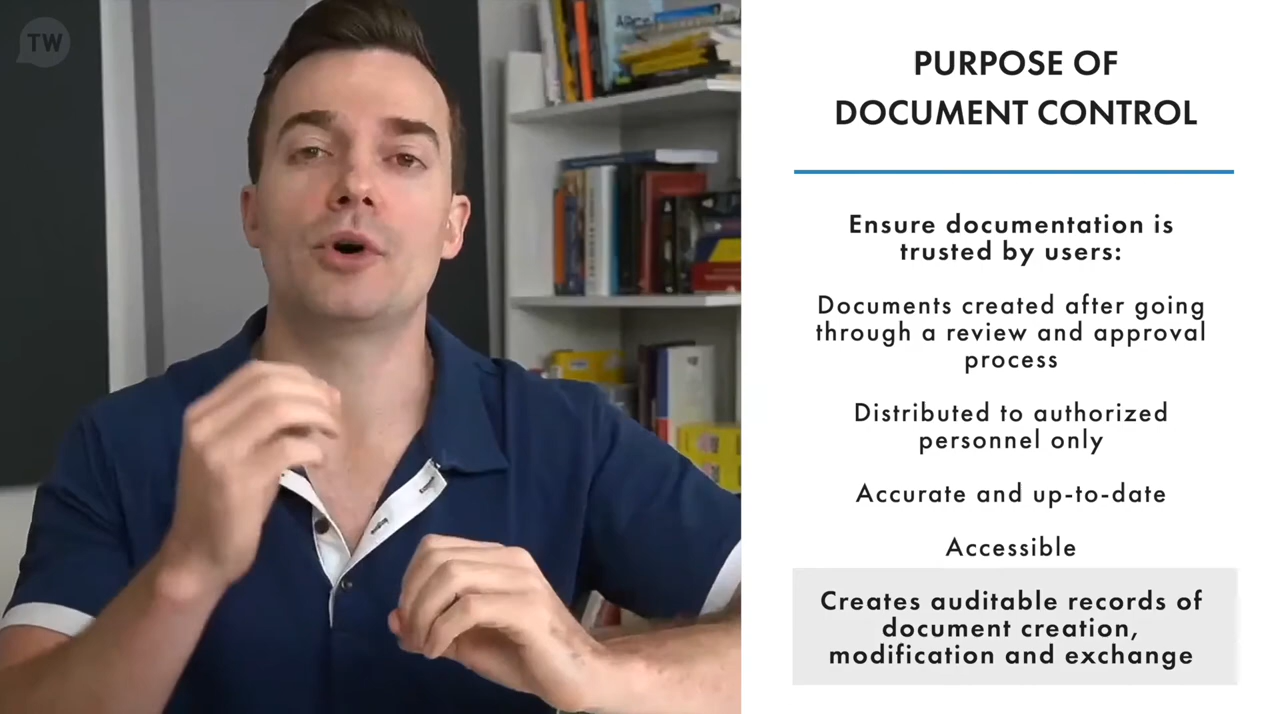 TW
PURPOSE OF
DOCUMENT CONTROL
Ensure documentation is
trusted by users:
Documents created after going
through a review and approval
process
Distributed to authorized
personnel only
Accurate and up-to-date
Accessible
Creates auditable records of
document creation,
modification and exchange